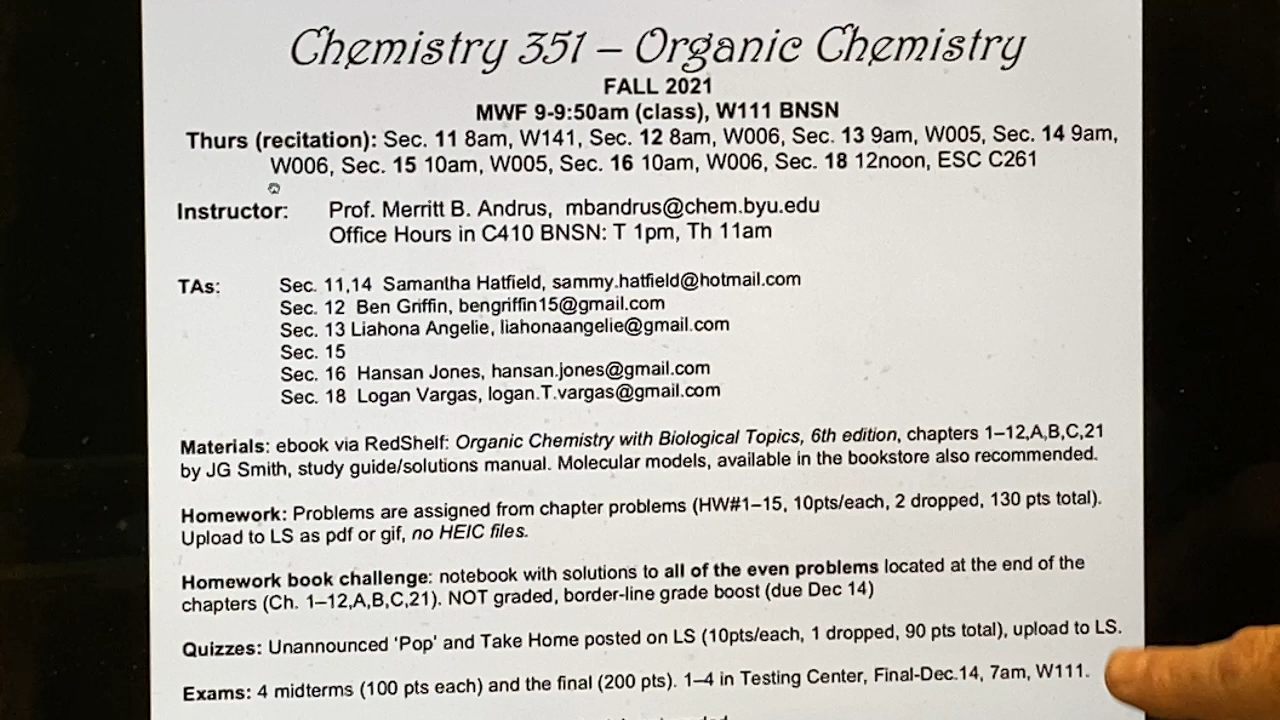 Chemistry 351 – Organic Chemistry
FALL 2021
MWF 9-9:50am (class), W111 BNSN
Thurs (recitation): Sec. 11 8am, W141, Sec. 12 8am, W006, Sec. 13 9am, W005, Sec. 14 9am,
W006, Sec. 15 10am, W005, Sec. 16 10am, W006, Sec. 18 12noon, ESC C261
Instructor: Prof. Merritt B. Andrus, mbandrus@chem.byu.edu
Office Hours in C410 BNSN: T 1pm, Th 11am
TAs: Sec. 11,14 Samantha Hatfield, sammy.hatfield@hotmail.com
Sec. 12 Ben Griffin, bengriffin15@gmail.com
Sec. 13 Liahona Angelie, liahonaangelie@gmail.com
Sec. 15
Sec. 16 Hansan Jones, hansan.jones@gmail.com
Sec. 18 Logan Vargas, logan.T.vargas@gmail.com
Materials: ebook via RedShelf: Organic Chemistry with Biological Topics, 6th edition, chapters 1–12,A,B,C,21
by JG Smith, study guide/solutions manual. Molecular models, available in the bookstore also recommended.
Homework: Problems are assigned from chapter problems (HW#1–15, 10pts/each, 2 dropped, 130 pts total).
Upload to LS as pdf or gif, no HEIC files.
Homework book challenge: notebook with solutions to all of the even problems located at the end of the
chapters (Ch. 1–12,A,B,C,21). NOT graded, border-line grade boost (due Dec 14)
Quizzes: Unannounced 'Pop' and Take Home posted on LS (10pts/each, 1 dropped, 90 pts total), upload to LS.
Exams: 4 midterms (100 pts each) and the final (200 pts). 1–4 in Testing Center, Final-Dec.14, 7am, W111.